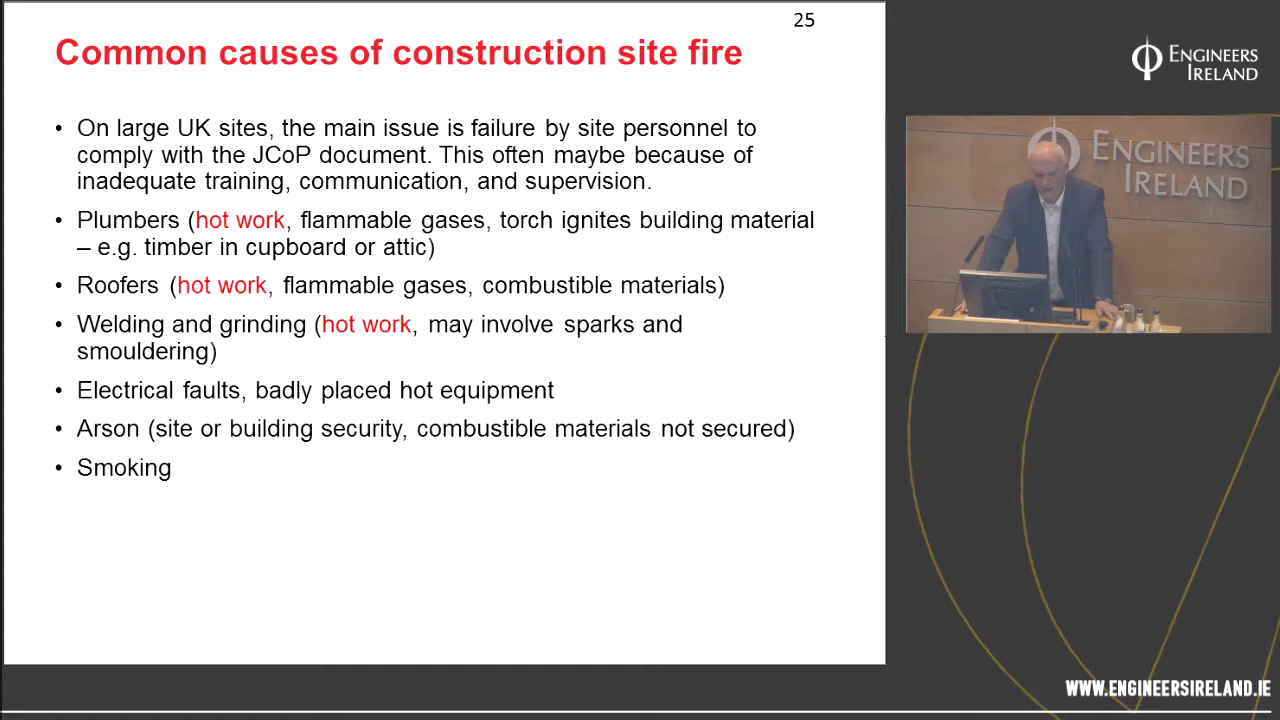 25
Common causes of construction site fire
• On large UK sites, the main issue is failure by site personnel to
comply with the JCoP document. This often maybe because of
inadequate training, communication, and supervision.
• Plumbers (hot work, flammable gases, torch ignites building material
– e.g. timber in cupboard or attic)
• Roofers (hot work, flammable gases, combustible materials)
• Welding and grinding (hot work, may involve sparks and
smouldering)
• Electrical faults, badly placed hot equipment
• Arson (site or building security, combustible materials not secured)
• Smoking
ENGINEERS
IRELAND
ENGINEERS
IRELAND
WWW.ENGINEERSIRELAND.IE